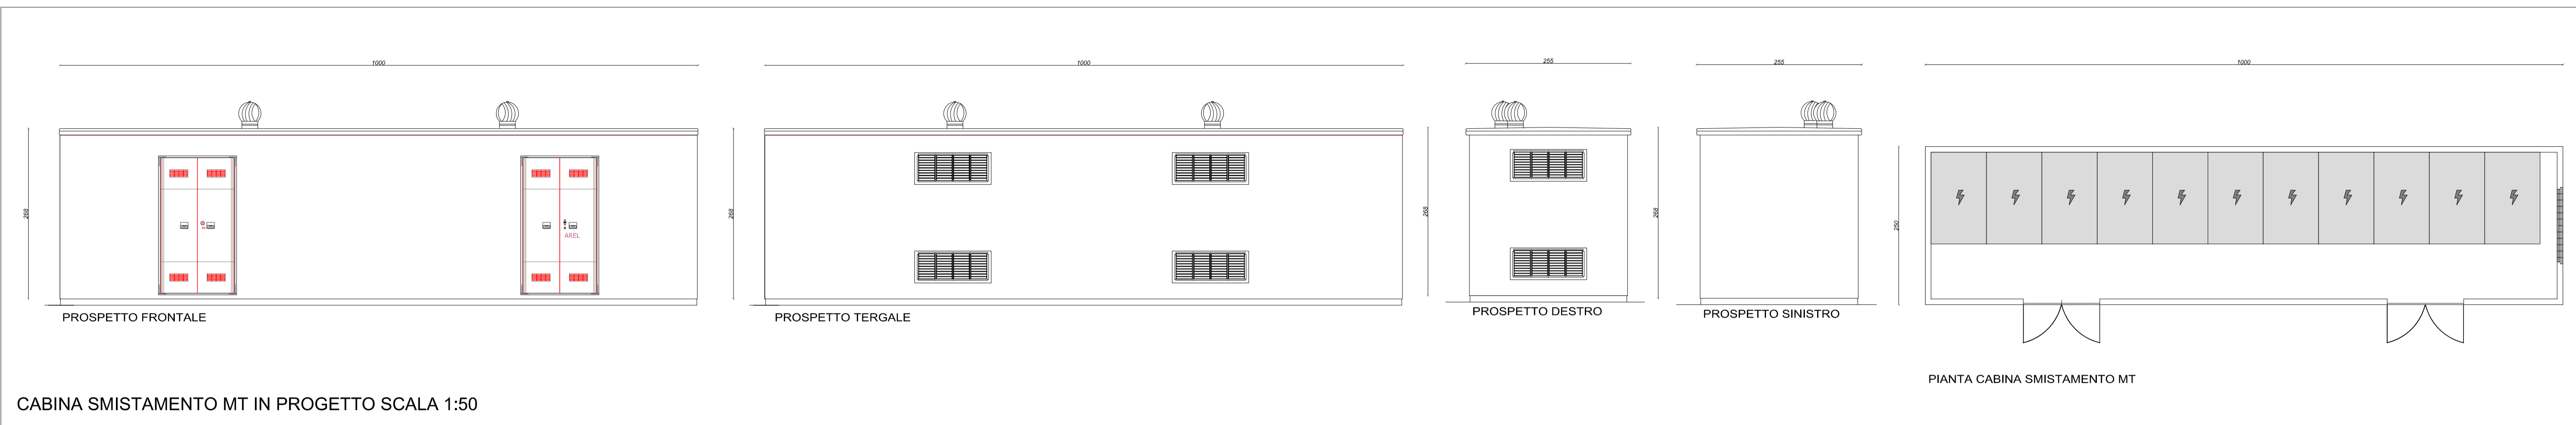 1000
268
AREL
PROSPETTO FRONTALE
1000
268
PROSPETTO TERGALE
255
268
PROSPETTO DESTRO
255
268
PROSPETTO SINISTRO
1000
250
PIANTA CABINA SMISTAMENTO MT
CABINA SMISTAMENTO MT IN PROGETTO SCALA 1:50